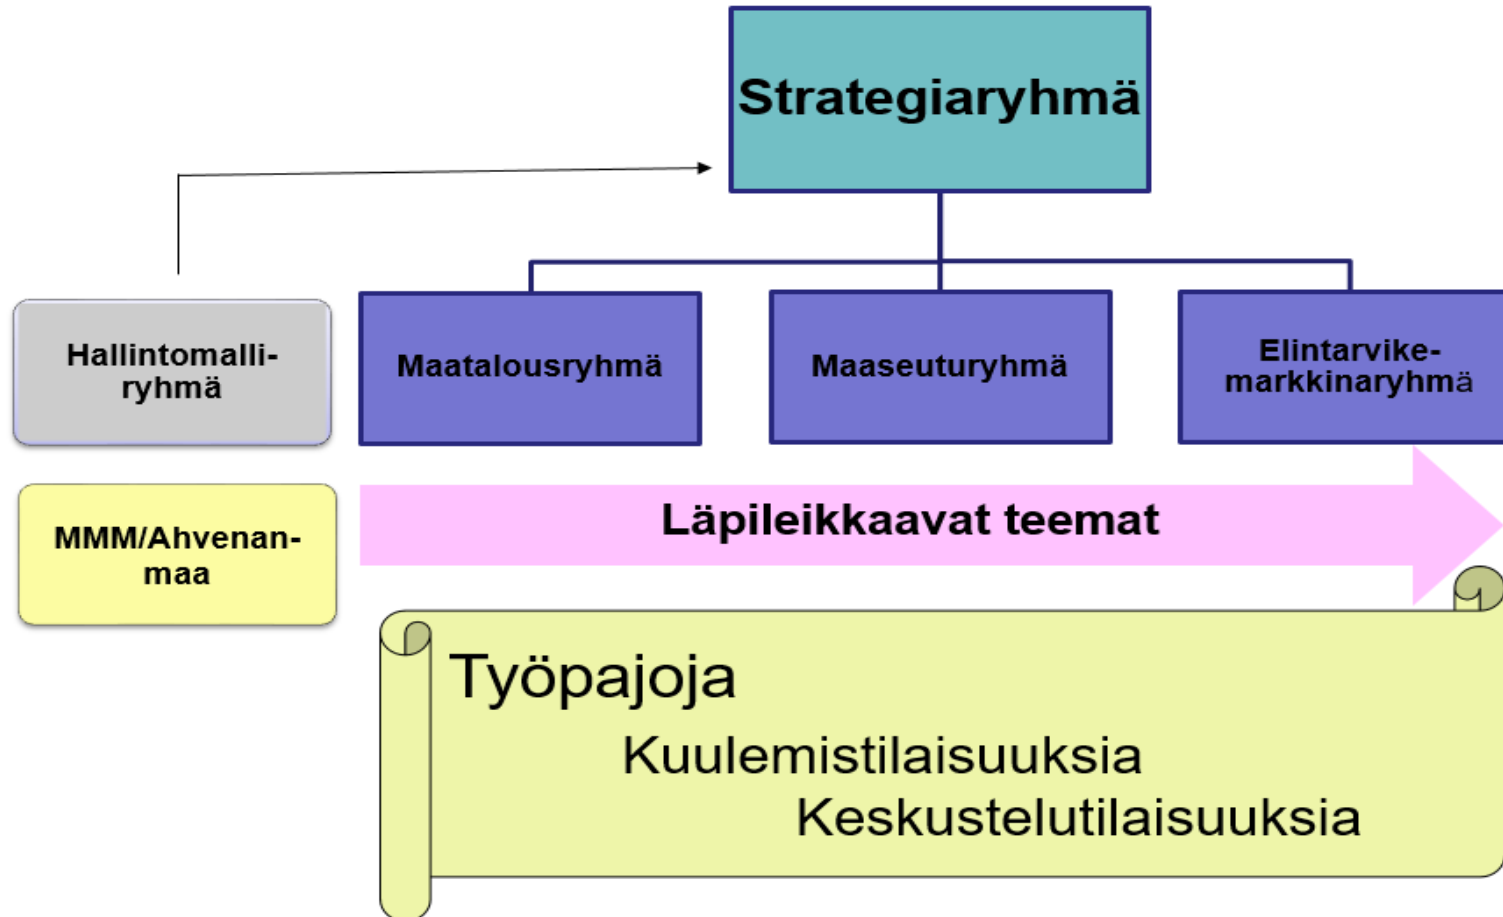 Strategiaryhmä
Hallintomalli-
ryhmä
Maatalousryhmä
Maaseuturyhmä
Elintarvike-
markkinaryhmä
MMM/Ahvenan-
maa
Läpileikkaavat teemat
Työpajoja
Kuulemistilaisuuksia
Keskustelutilaisuuksia